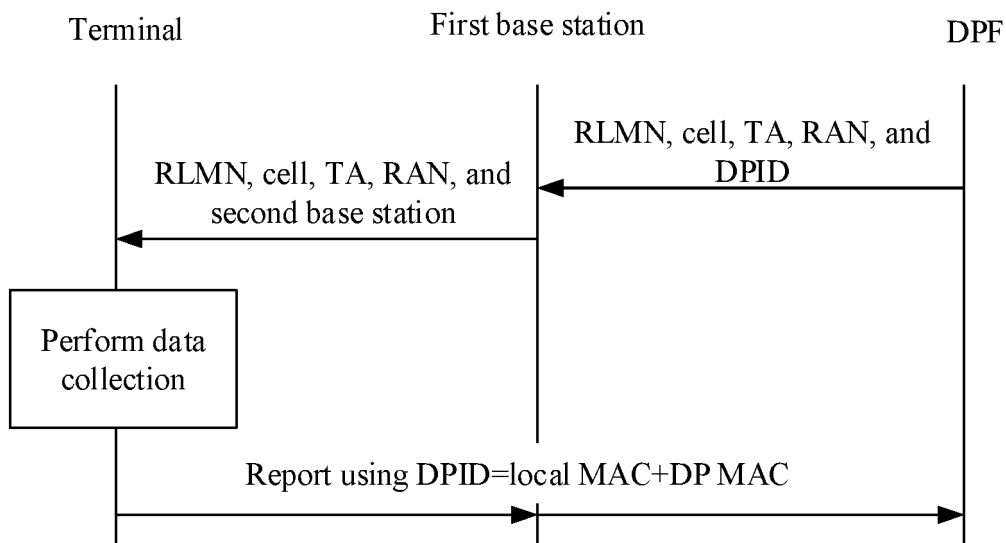 Terminal
First base station
DPF
RLMN, cell, TA, RAN, and
DPID
RLMN, cell, TA, RAN, and
second base station
Perform data
collection
Report using DPID=local MAC+DP MAC